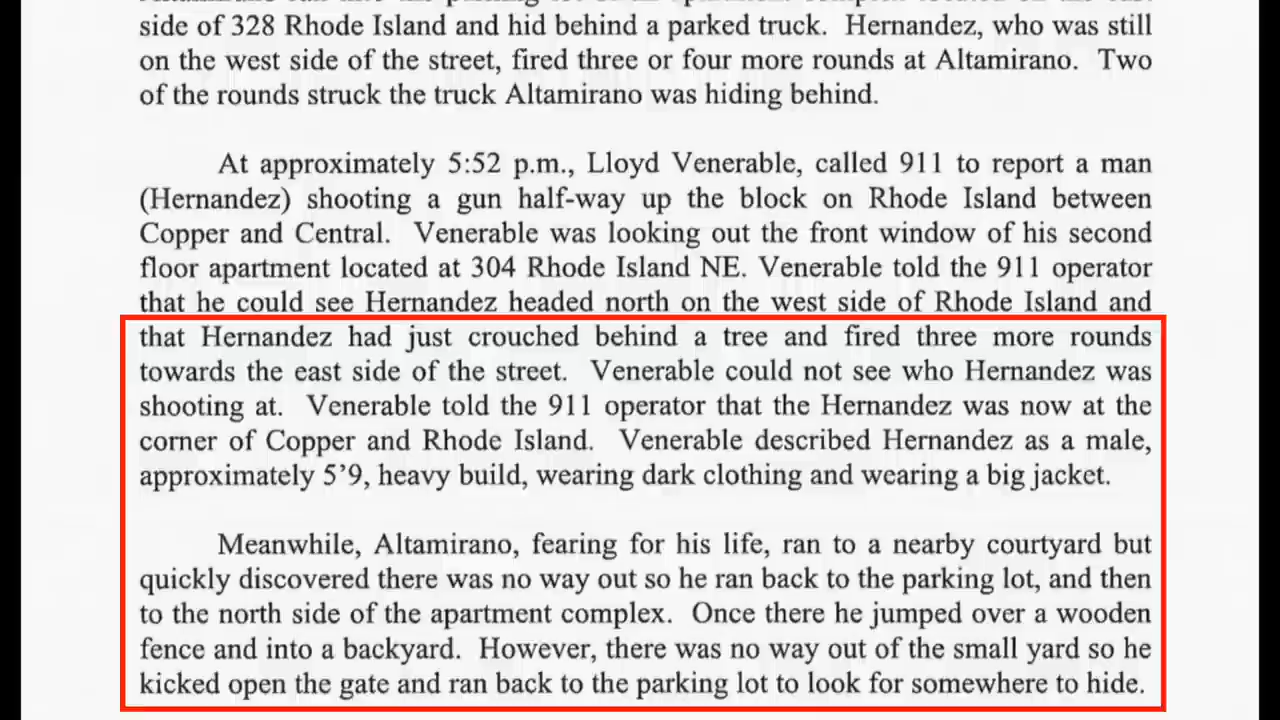 side of 328 Rhode Island and hid behind a parked truck. Hernandez, who was still
on the west side of the street, fired three or four more rounds at Altamirano. Two
of the rounds struck the truck Altamirano was hiding behind.
At approximately 5:52 p.m., Lloyd Venerable, called 911 to report a man
(Hernandez) shooting a gun half-way up the block on Rhode Island between
Copper and Central. Venerable was looking out the front window of his second
floor apartment located at 304 Rhode Island NE. Venerable told the 911 operator
that he could see Hernandez headed north on the west side of Rhode Island and
that Hernandez had just crouched behind a tree and fired three more rounds
towards the east side of the street. Venerable could not see who Hernandez was
shooting at. Venerable told the 911 operator that the Hernandez was now at the
corner of Copper and Rhode Island. Venerable described Hernandez as a male,
approximately 5'9, heavy build, wearing dark clothing and wearing a big jacket.
Meanwhile, Altamirano, fearing for his life, ran to a nearby courtyard but
quickly discovered there was no way out so he ran back to the parking lot, and then
to the north side of the apartment complex. Once there he jumped over a wooden
fence and into a backyard. However, there was no way out of the small yard so he
kicked open the gate and ran back to the parking lot to look for somewhere to hide.